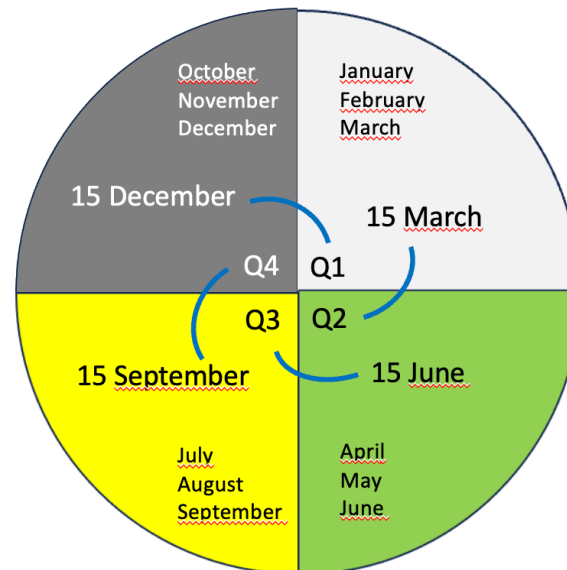 October
November
December
January
February
March
15 December
15 March
Q4
Q1
Q3
Q2
15 September
15 June
July
August
September
April
May
June